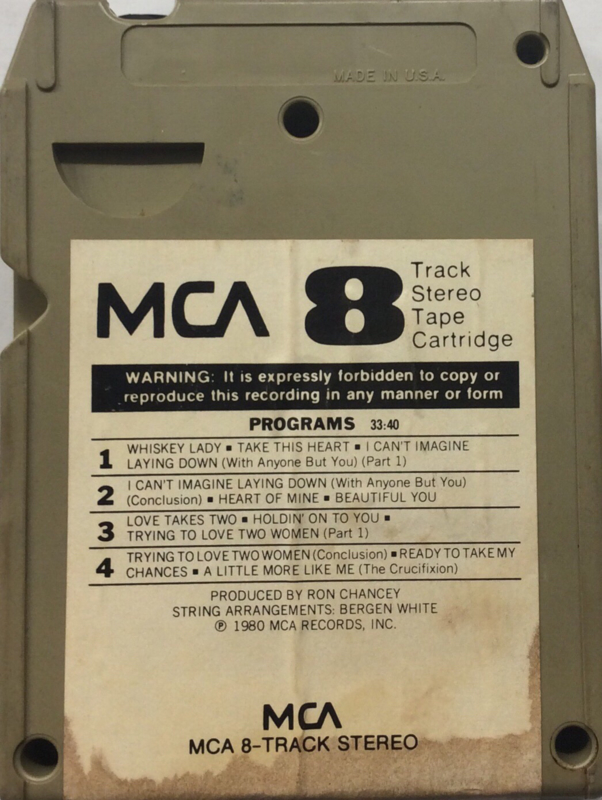 MADE IN U.S.A.
MCA 8 Track
Stereo
Tape
Cartridge
WARNING: It is expressly forbidden to copy or
reproduce this recording in any manner or form
PROGRAMS 33:40
1 WHISKEY LADY ▪ TAKE THIS HEART ▪ I CAN'T IMAGINE
LAYING DOWN (With Anyone But You) (Part 1)
2 I CAN'T IMAGINE LAYING DOWN (With Anyone But You)
(Conclusion) ▪ HEART OF MINE ▪ BEAUTIFUL YOU
3 LOVE TAKES TWO ▪ HOLDIN' ON TO YOU ▪
TRYING TO LOVE TWO WOMEN (Part 1)
4 TRYING TO LOVE TWO WOMEN (Conclusion) ▪ READY TO TAKE MY
CHANCES ▪ A LITTLE MORE LIKE ME (The Crucifixion)
PRODUCED BY RON CHANCEY
STRING ARRANGEMENTS: BERGEN WHITE
℗ 1980 MCA RECORDS, INC.
MCA
MCA 8-TRACK STEREO